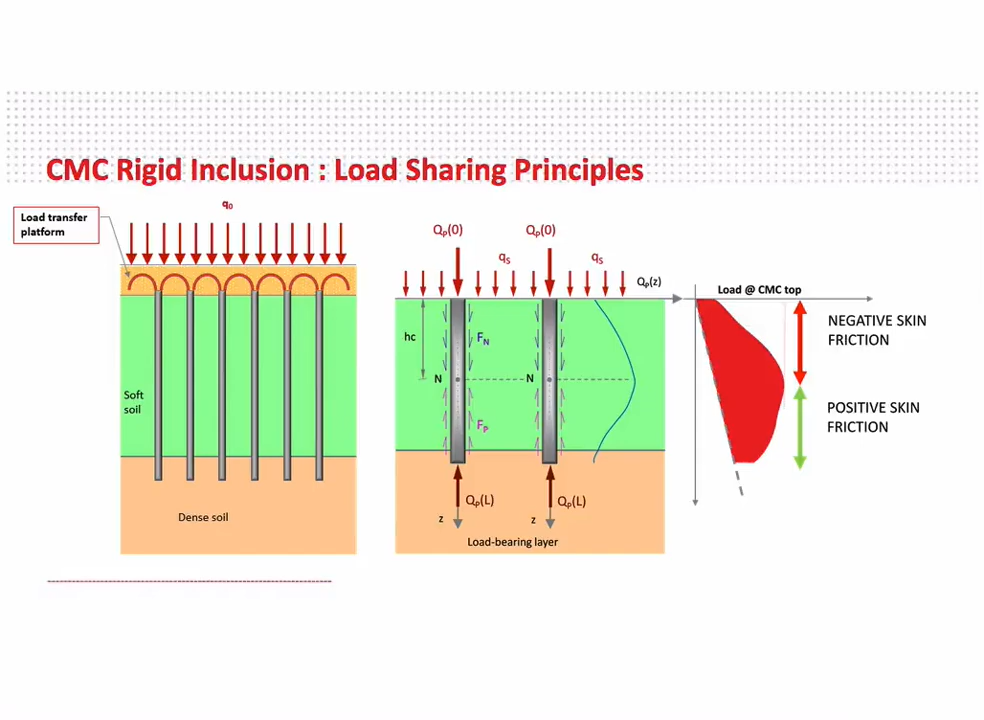 CMC Rigid Inclusion : Load Sharing Principles
Load transfer
platform
q₀
Soft
soil
Dense soil
Qₚ(0)
Qₚ(0)
qₛ
qₛ
Qₚ(z)
hc
Fₙ
N
N
Fₚ
Qₚ(L)
Qₚ(L)
z
z
Load-bearing layer
Load @ CMC top
NEGATIVE SKIN
FRICTION
POSITIVE SKIN
FRICTION